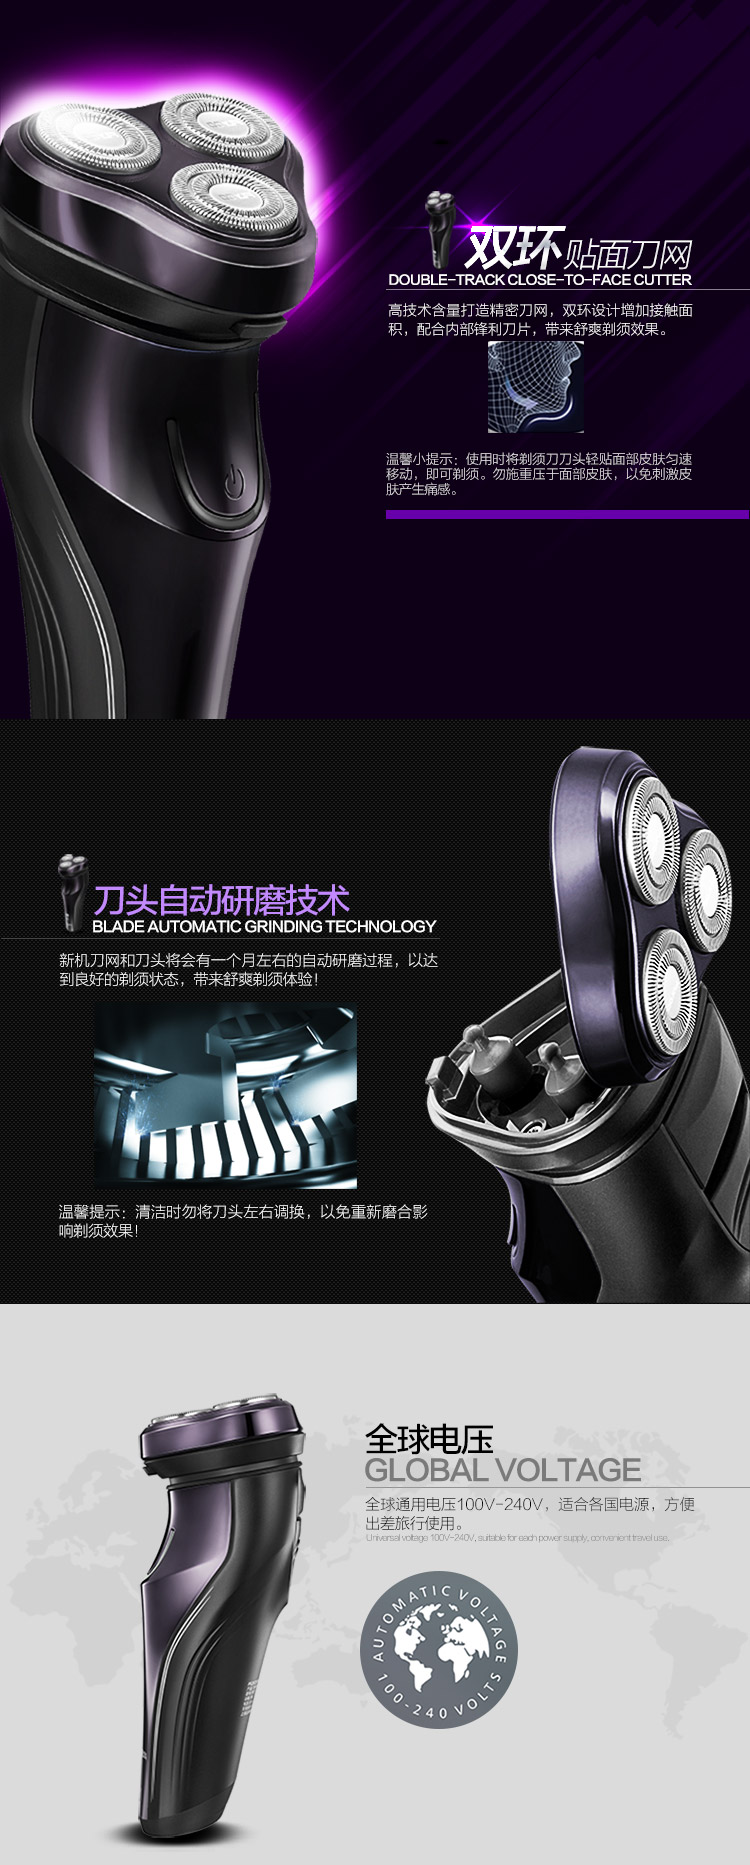 双环贴面刀网
DOUBLE-TRACK CLOSE-TO-FACE CUTTER
高技术含量打造精密刀网，双环设计增加接触面
积，配合内部锋利刀片，带来舒爽剃须效果。
温馨小提示：使用时将剃须刀刀头轻贴面部皮肤匀速
移动，即可剃须。勿施重压于面部皮肤，以免刺激皮
肤产生痛感。
刀头自动研磨技术
BLADE AUTOMATIC GRINDING TECHNOLOGY
新机刀网和刀头将会有一个月左右的自动研磨过程，以达
到良好的剃须状态，带来舒爽剃须体验！
温馨提示：清洁时勿将刀头左右调换，以免重新磨合影
响剃须效果！
全球电压
GLOBAL VOLTAGE
全球通用电压100V-240V，适合各国电源，方便
出差旅行使用。
Universal voltage 100V-240V, suitable for each power supply, convenient travel use.
AUTOMATIC VOLTAGE
100-240 VOLTS